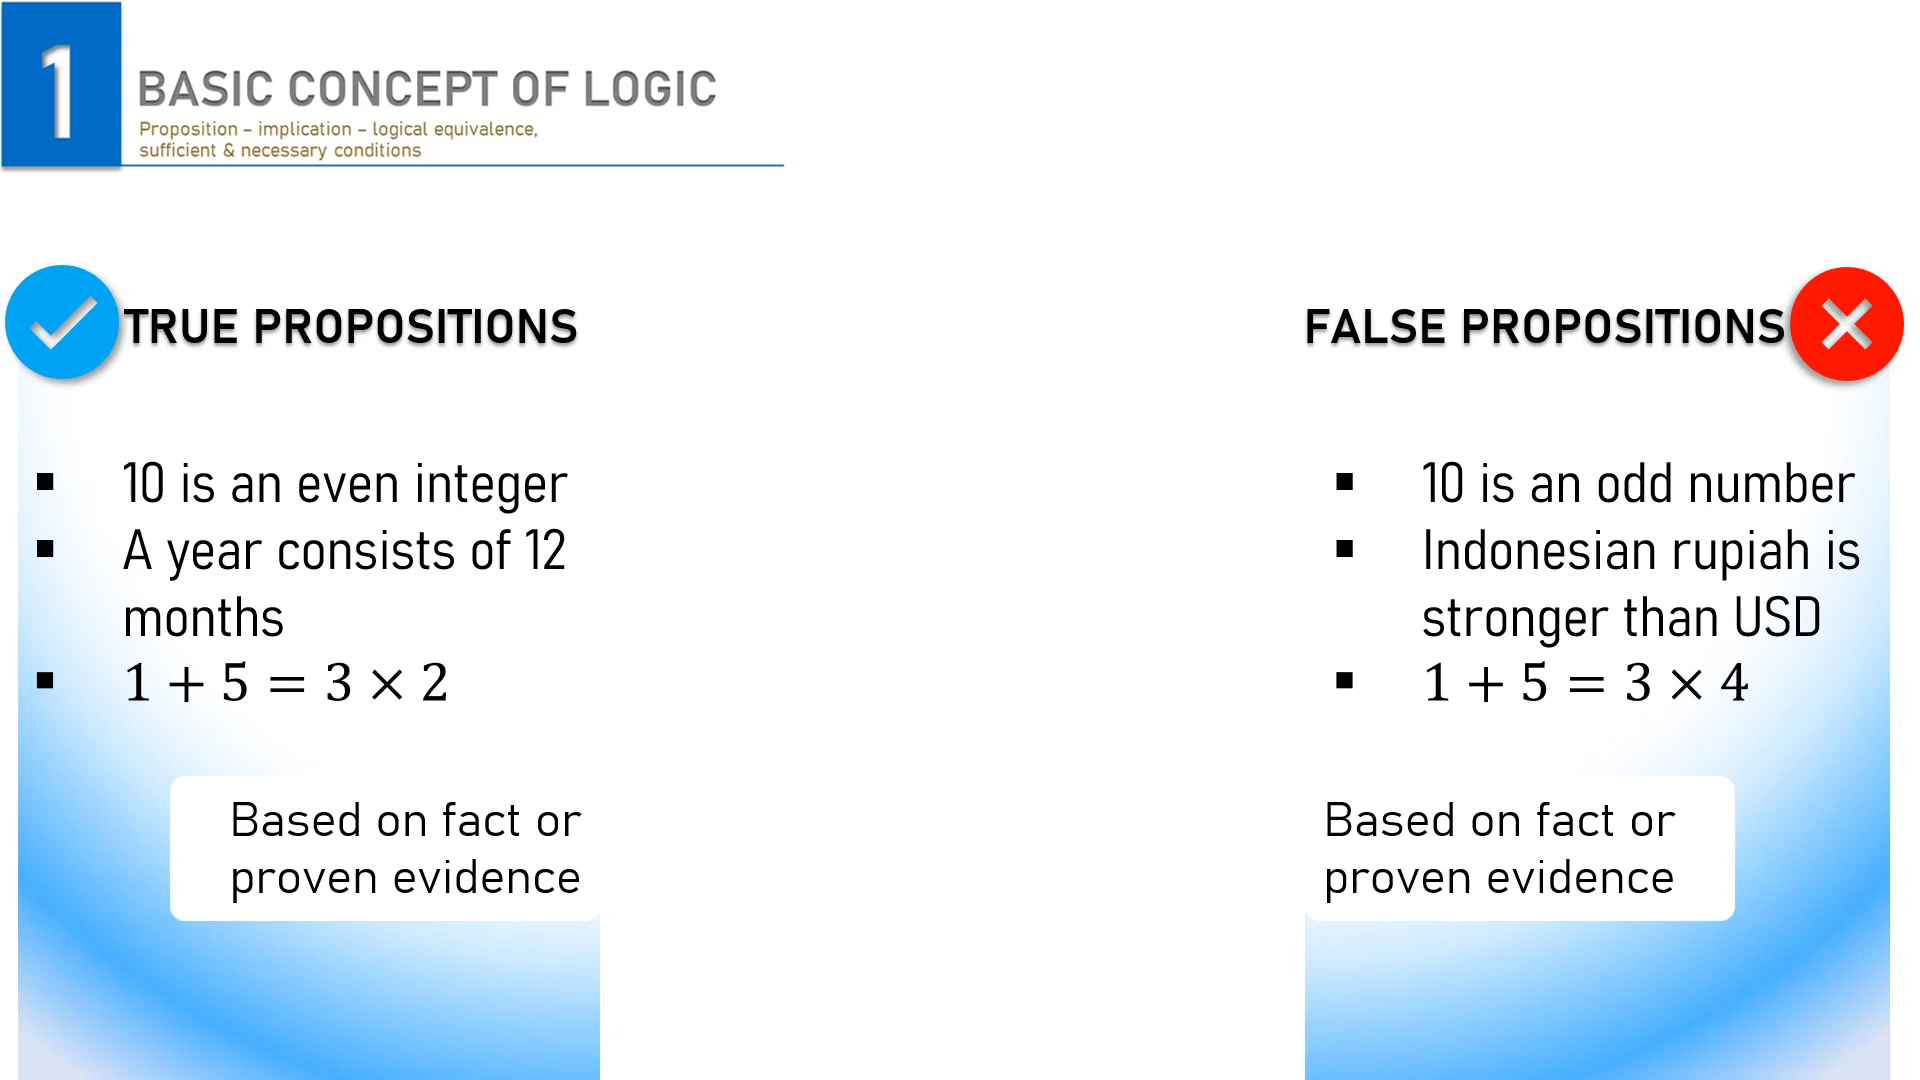 1
BASIC CONCEPT OF LOGIC
Proposition – implication – logical equivalence,
sufficient & necessary conditions
TRUE PROPOSITIONS
▪ 10 is an even integer
▪ A year consists of 12
months
▪ 1 + 5 = 3 × 2
Based on fact or
proven evidence
FALSE PROPOSITIONS
▪ 10 is an odd number
▪ Indonesian rupiah is
stronger than USD
▪ 1 + 5 = 3 × 4
Based on fact or
proven evidence